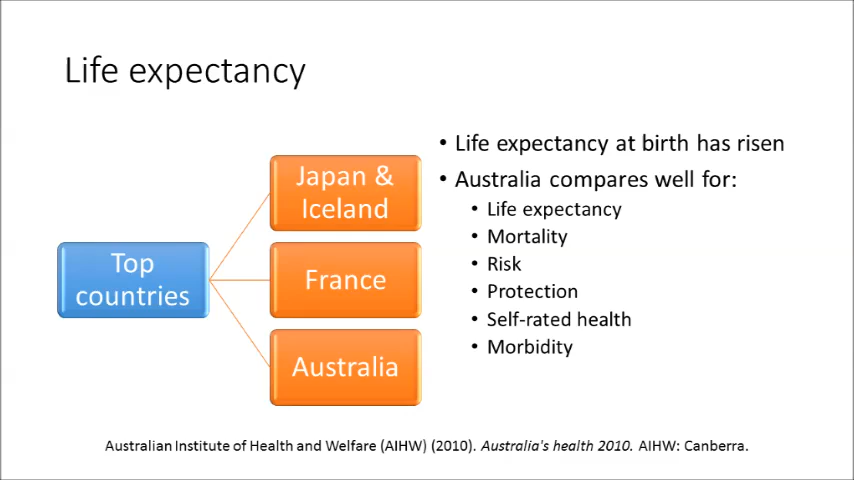 Life expectancy
Top
countries
Japan &
Iceland
France
Australia
• Life expectancy at birth has risen
• Australia compares well for:
• Life expectancy
• Mortality
• Risk
• Protection
• Self-rated health
• Morbidity
Australian Institute of Health and Welfare (AIHW) (2010). Australia's health 2010. AIHW: Canberra.